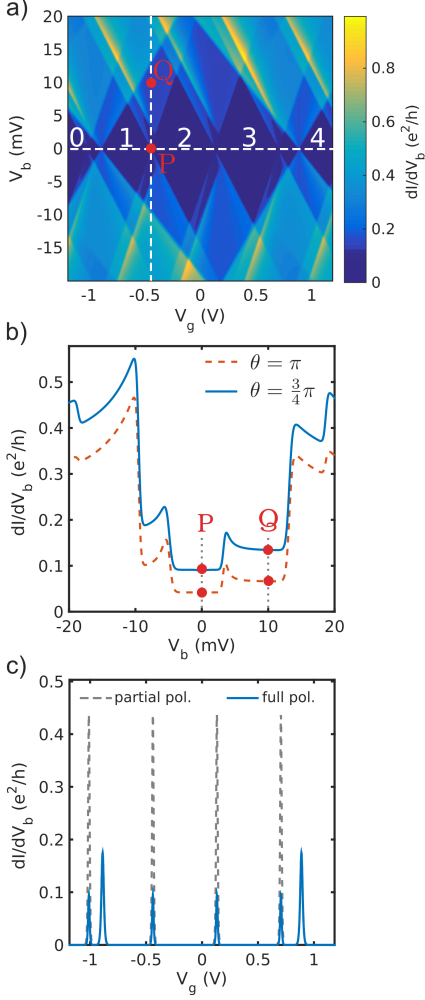 a)
20
15
10
5
0
-5
-10
-15
V_b (mV)
Q
0 1 2 3 4
P
-1 -0.5 0 0.5 1
V_g (V)
0.8
0.6
0.4
0.2
0
dI/dV_b (e²/h)
b)
0.5
0.4
0.3
0.2
0.1
0
dI/dV_b (e²/h)
θ = π
θ = ¾π
P
Q
-20 -10 0 10 20
V_b (mV)
c)
0.5
0.4
0.3
0.2
0.1
0
dI/dV_b (e²/h)
partial pol. full pol.
-1 -0.5 0 0.5 1
V_g (V)